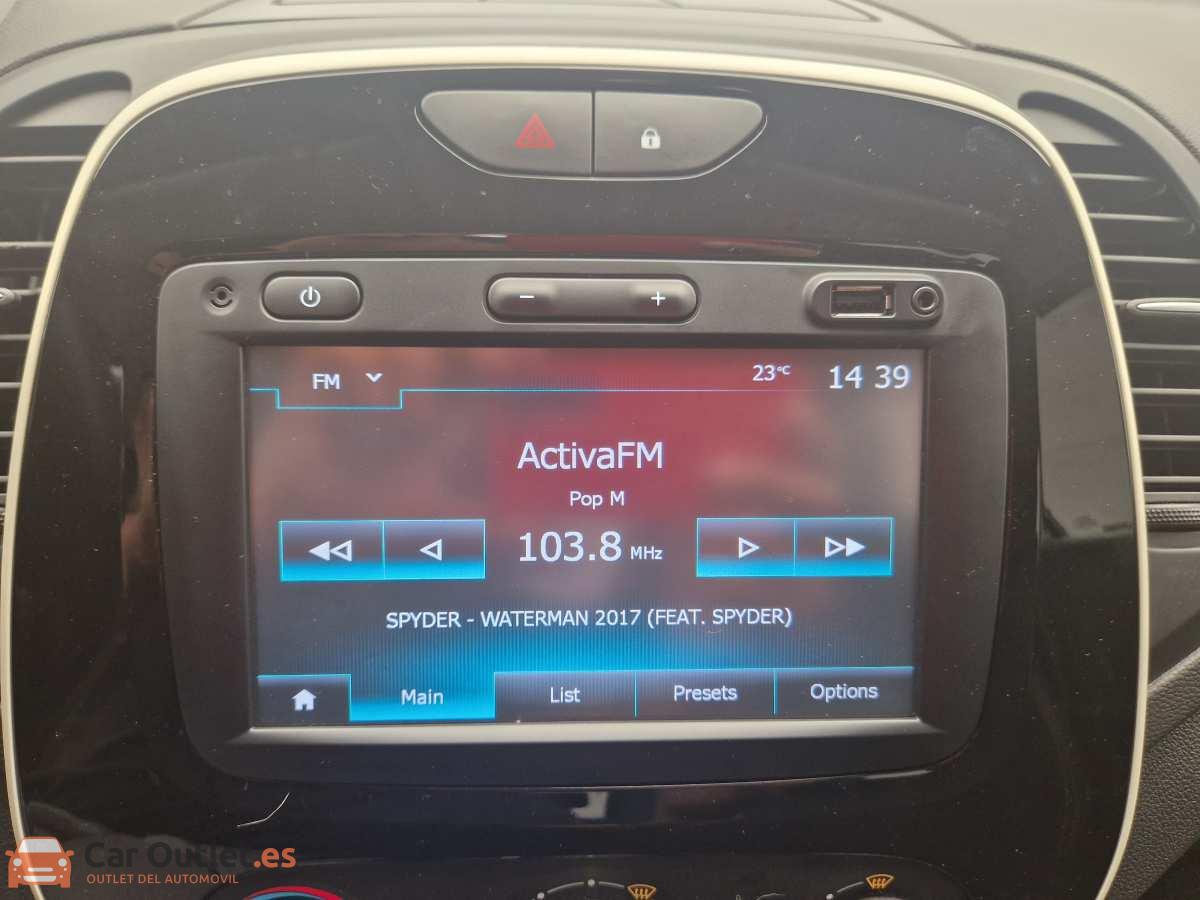 FM
23°C
14 39
ActivaFM
Pop M
103.8 MHz
SPYDER - WATERMAN 2017 (FEAT. SPYDER)
Main
List
Presets
Options
Car Outlet.es
OUTLET DEL AUTOMOVIL